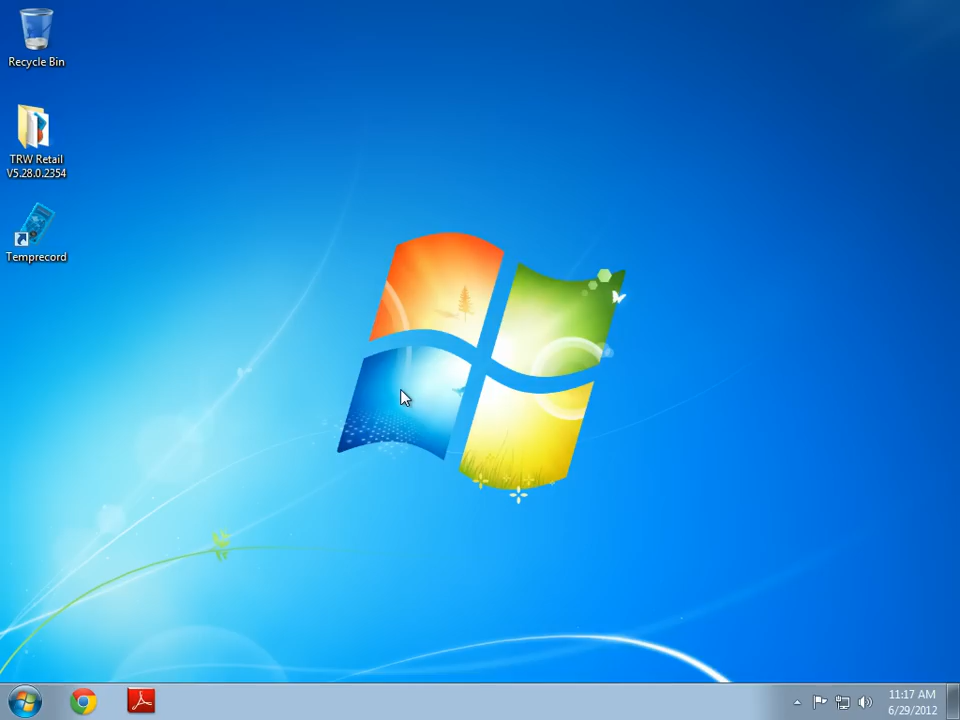 Recycle Bin
TRW Retail
V5.28.0.2354
Temprecord
11:17 AM
6/29/2012